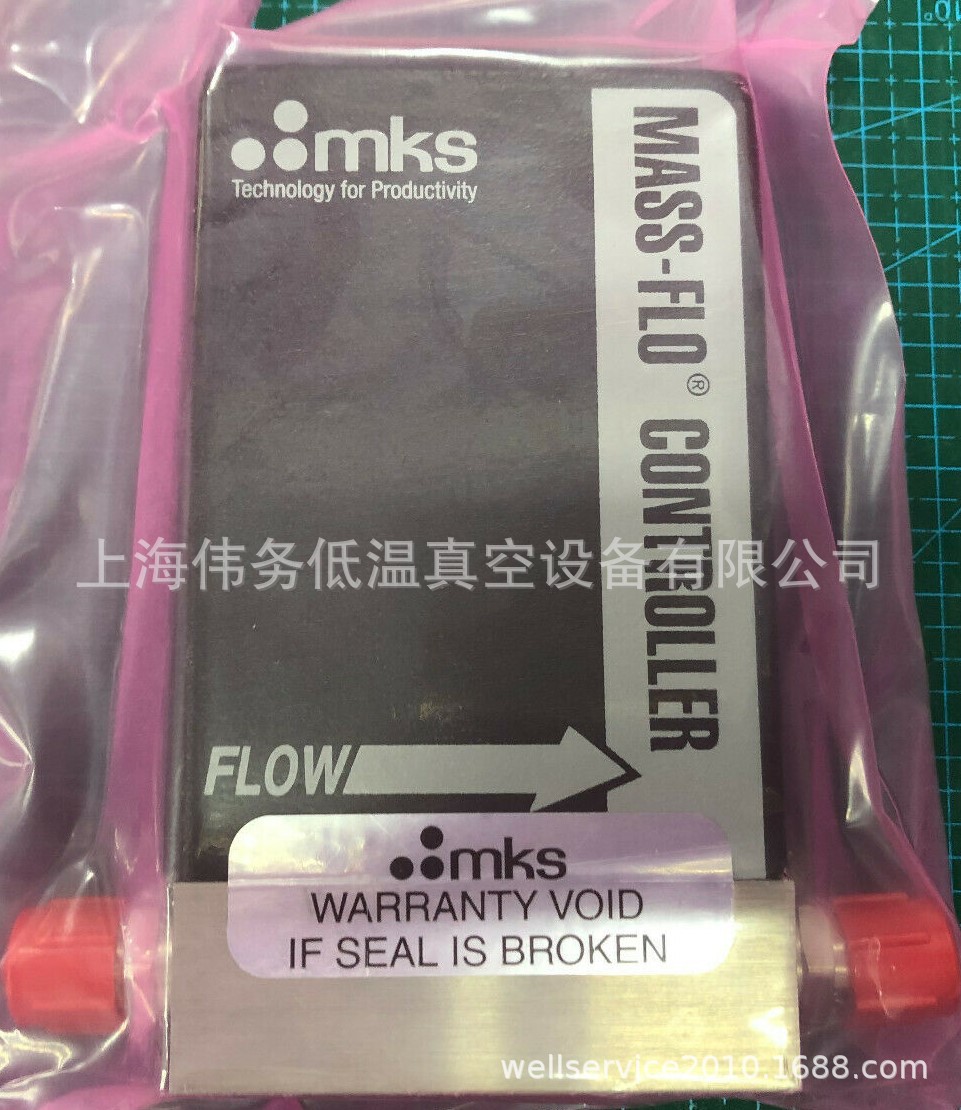 mks
Technology for Productivity
MASS-FLO® CONTROLLER
上海伟务低温真空设备有限公司
FLOW
mks
WARRANTY VOID
IF SEAL IS BROKEN
wellservice2010.1688.com